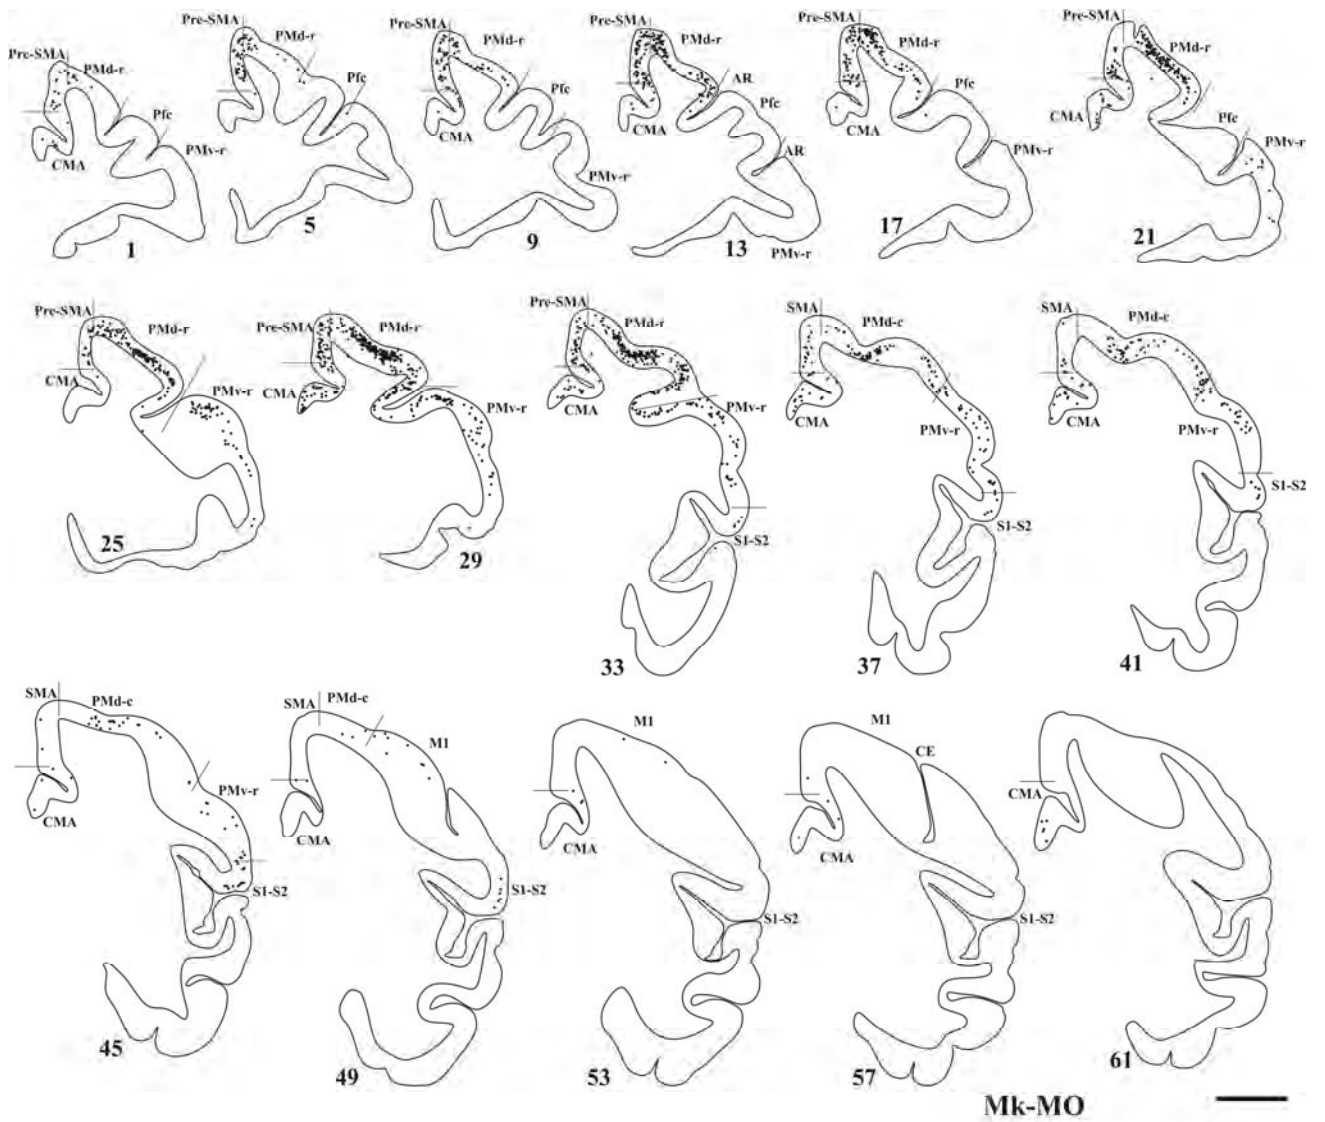 Pre-SMA
PMd-r
Pfc
PMv-r
CMA
1
Pre-SMA
PMd-r
Pfc
5
Pre-SMA
PMd-r
Pfc
CMA
PMv-r
9
Pre-SMA
PMd-r
AR
Pfc
CMA
AR
13
PMv-r
Pre-SMA
PMd-r
Pfc
CMA
PMv-r
17
Pre-SMA
PMd-r
CMA
Pfc
PMv-r
21
Pre-SMA
PMd-r
CMA
PMv-r
25
Pre-SMA
PMd-r
CMA
PMv-r
29
Pre-SMA
PMd-r
CMA
PMv-r
S1-S2
33
SMA
PMd-c
CMA
PMv-r
S1-S2
37
SMA
PMd-c
CMA
PMv-r
S1-S2
41
SMA
PMd-c
PMv-r
CMA
S1-S2
45
SMA
PMd-c
M1
CMA
S1-S2
49
M1
CMA
S1-S2
53
M1
CE
CMA
S1-S2
57
CMA
61
Mk-MO